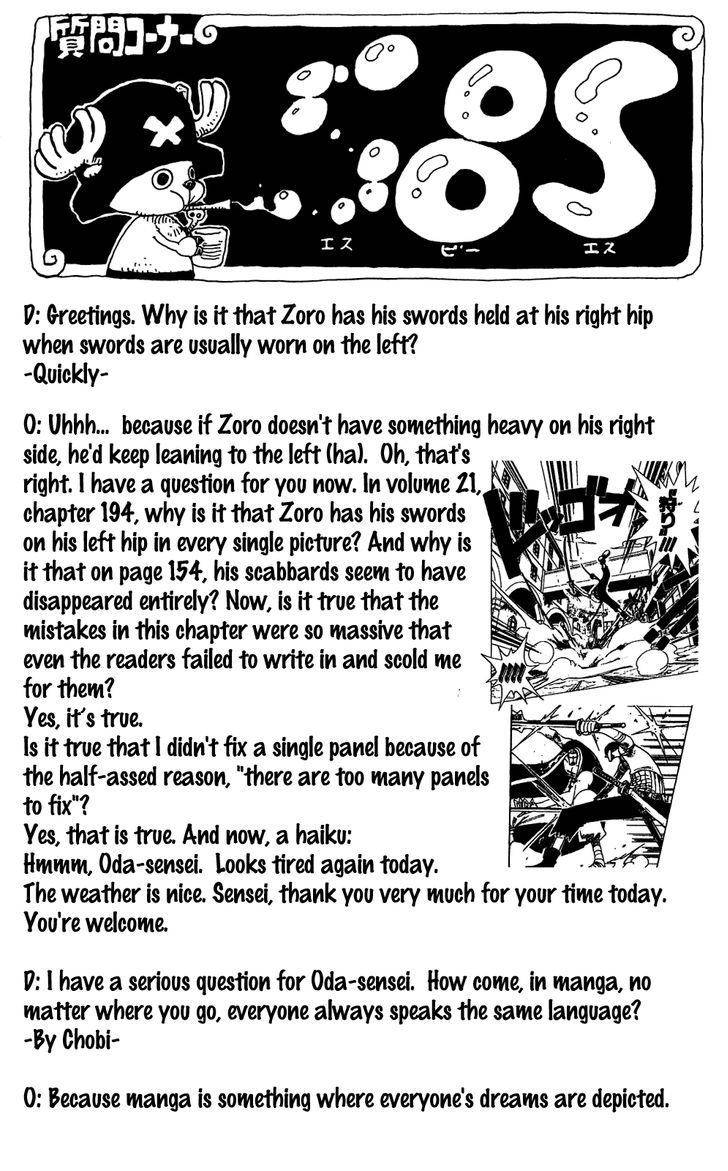 質問コーナー
SBS
エス
ビー
エス
D: Greetings. Why is it that Zoro has his swords held at his right hip
when swords are usually worn on the left?
-Quickly-
O: Uhhh... because if Zoro doesn't have something heavy on his right
side, he'd keep leaning to the left (ha). Oh, that's
right. I have a question for you now. In volume 21,
chapter 194, why is it that Zoro has his swords
on his left hip in every single picture? And why is
it that on page 154, his scabbards seem to have
disappeared entirely? Now, is it true that the
mistakes in this chapter were so massive that
even the readers failed to write in and scold me
for them?
Yes, it's true.
Is it true that I didn't fix a single panel because of
the half-assed reason, "there are too many panels
to fix"?
Yes, that is true. And now, a haiku:
Hmmm, Oda-sensei. Looks tired again today.
The weather is nice. Sensei, thank you very much for your time today.
You're welcome.
ドゴオ
"狩り"!!!
!!!!!
D: I have a serious question for Oda-sensei. How come, in manga, no
matter where you go, everyone always speaks the same language?
-By Chobi-
O: Because manga is something where everyone's dreams are depicted.